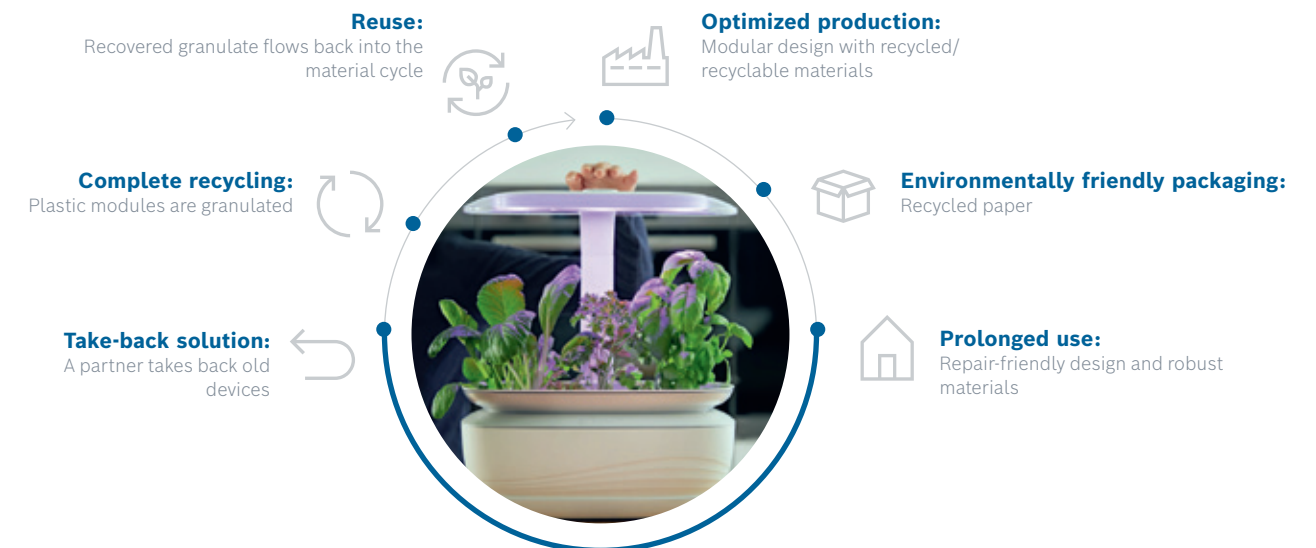 Reuse:
Recovered granulate flows back into the
material cycle
Optimized production:
Modular design with recycled/
recyclable materials
Complete recycling:
Plastic modules are granulated
Environmentally friendly packaging:
Recycled paper
Take-back solution:
A partner takes back old
devices
Prolonged use:
Repair-friendly design and robust
materials